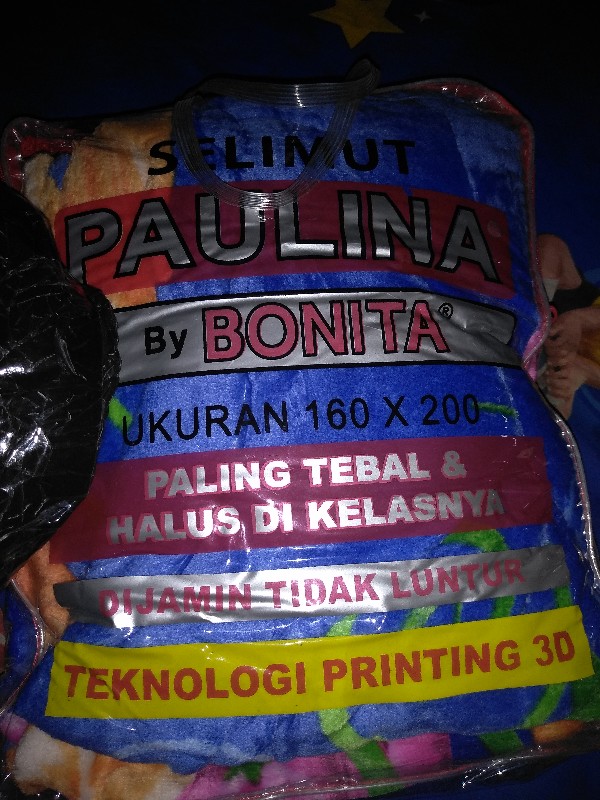 SELIMUT
PAULINA
By BONITA®
UKURAN 160 X 200
PALING TEBAL &
HALUS DI KELASNYA
DIJAMIN TIDAK LUNTUR
TEKNOLOGI PRINTING 3D